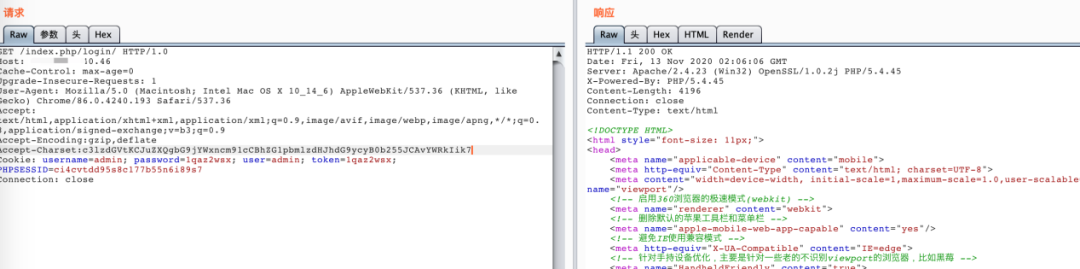 请求
Raw 参数 头 Hex
GET /index.php/login/ HTTP/1.0
Host: 10.46
Cache-Control: max-age=0
Upgrade-Insecure-Requests: 1
User-Agent: Mozilla/5.0 (Macintosh; Intel Mac OS X 10_14_6) AppleWebKit/537.36 (KHTML, like
Gecko) Chrome/86.0.4240.193 Safari/537.36
Accept:
text/html,application/xhtml+xml,application/xml;q=0.9,image/avif,image/webp,image/apng,*/*;q=0.
8,application/signed-exchange;v=b3;q=0.9
Accept-Encoding:gzip,deflate
Accept-Charset:c3lzdGVtKCJuZXQgbG9jYWxncm91cCBhZG1pbmlzdHJhdG9ycyB0b255JCAvYWRkIik7
Cookie: username=admin; password=1qaz2wsx; user=admin; token=1qaz2wsx;
PHPSESSID=ci4cvtdd95s8c177b55n6i89s7
Connection: close
响应
Raw 头 Hex HTML Render
HTTP/1.1 200 OK
Date: Fri, 13 Nov 2020 02:06:06 GMT
Server: Apache/2.4.23 (Win32) OpenSSL/1.0.2j PHP/5.4.45
X-Powered-By: PHP/5.4.45
Content-Length: 4196
Connection: close
Content-Type: text/html
<!DOCTYPE HTML>
<html style="font-size: 11px;">
<head>
<meta name="applicable-device" content="mobile">
<meta http-equiv="Content-Type" content="text/html; charset=UTF-8">
<meta content="width=device-width, initial-scale=1,maximum-scale=1.0,user-scalable
name="viewport"/>
<!-- 启用360浏览器的极速模式(webkit) -->
<meta name="renderer" content="webkit">
<!-- 删除默认的苹果工具栏和菜单栏 -->
<meta name="apple-mobile-web-app-capable" content="yes"/>
<!-- 避免IE使用兼容模式 -->
<meta http-equiv="X-UA-Compatible" content="IE=edge">
<!-- 针对手持设备优化，主要是针对一些老的不识别viewport的浏览器，比如黑莓 -->
<meta name="HandheldFriendly" content="true">